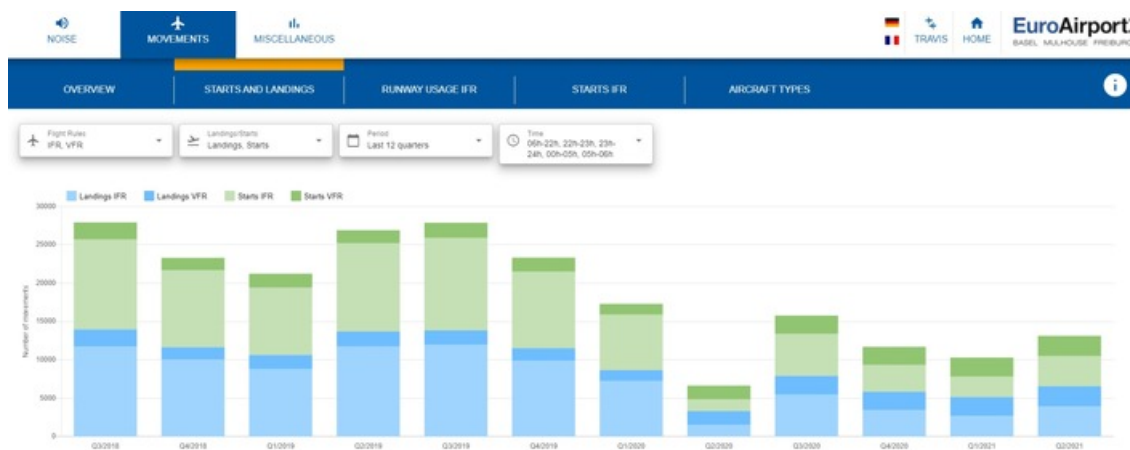 NOISE
MOVEMENTS
MISCELLANEOUS
TRAVIS
HOME
EuroAirport
BASEL MULHOUSE FREIBURG
OVERVIEW
STARTS AND LANDINGS
RUNWAY USAGE IFR
STARTS IFR
AIRCRAFT TYPES
i
Flight Rules
IFR, VFR
Landings/Starts
Landings, Starts
Period
Last 12 quarters
Time
06h-22h, 22h-23h, 23h-
24h, 00h-05h, 05h-06h
Landings IFR Landings VFR Starts IFR Starts VFR
Number of movements
30000
25000
20000
15000
10000
5000
0
Q3/2018 Q4/2018 Q1/2019 Q2/2019 Q3/2019 Q4/2019 Q1/2020 Q2/2020 Q3/2020 Q4/2020 Q1/2021 Q2/2021